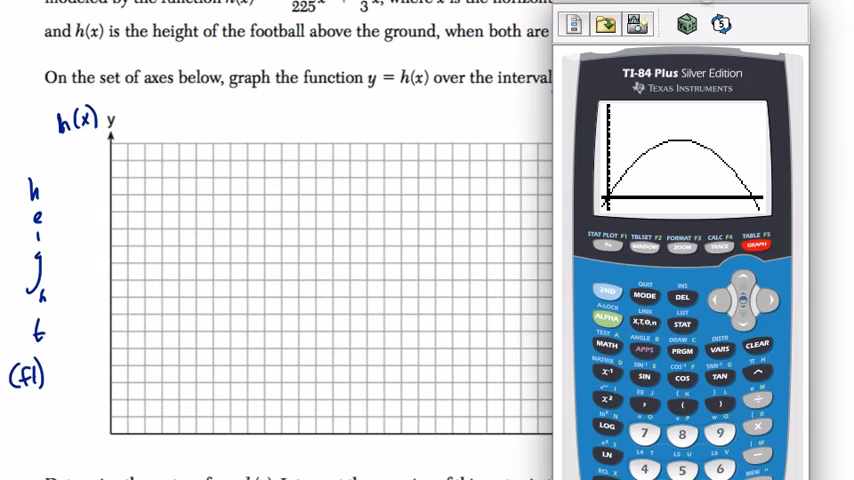 modeled by the function
225 3 x, where x is the horizon
and h(x) is the height of the football above the ground, when both are
On the set of axes below, graph the function y = h(x) over the interval
h(x) y
height
(ft)
TI-84 Plus Silver Edition
TEXAS INSTRUMENTS
STAT PLOT F1 TBLSET F2 FORMAT F3 CALC F4 TABLE F5
Y= WINDOW ZOOM TRACE GRAPH
QUIT INS
2ND MODE DEL
A-LOCK LINK LIST
ALPHA X,T,θ,n STAT
TEST A ANGLE B DRAW C DISTR
MATH APPS PRGM VARS CLEAR
MATRIX D SIN⁻¹ E COS⁻¹ F TAN⁻¹ G π H
X⁻¹ SIN COS TAN ^
X² , ( ) ÷
LOG 7 8 9 ×
LN 4 5 6 −